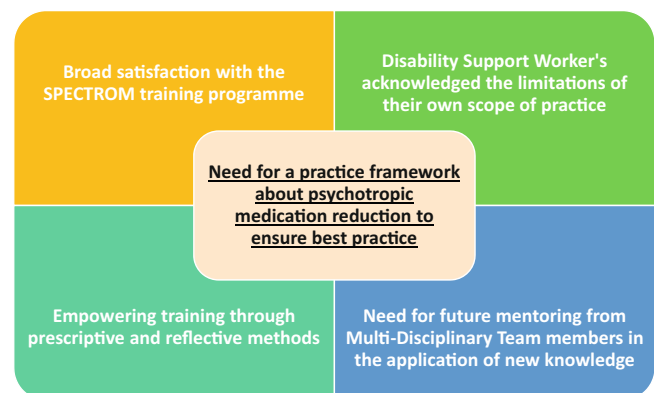 Broad satisfaction with the
SPECTROM training programme
Disability Support Worker's
acknowledged the limitations of
their own scope of practice
Need for a practice framework
about psychotropic
medication reduction to
ensure best practice
Empowering training through
prescriptive and reflective methods
Need for future mentoring from
Multi-Disciplinary Team members in
the application of new knowledge